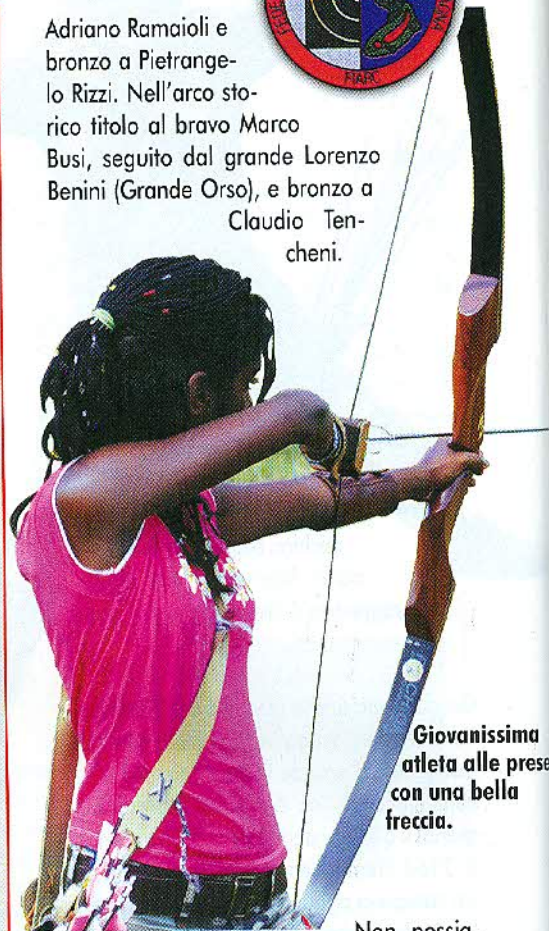 FIARC
Adriano Ramaioli e
bronzo a Pietrange-
lo Rizzi. Nell'arco sto-
rico titolo al bravo Marco
Busi, seguito dal grande Lorenzo
Benini (Grande Orso), e bronzo a
Claudio Ten-
cheni.
Giovanissima
atleta alle prese
con una bella
freccia.
Non possia-